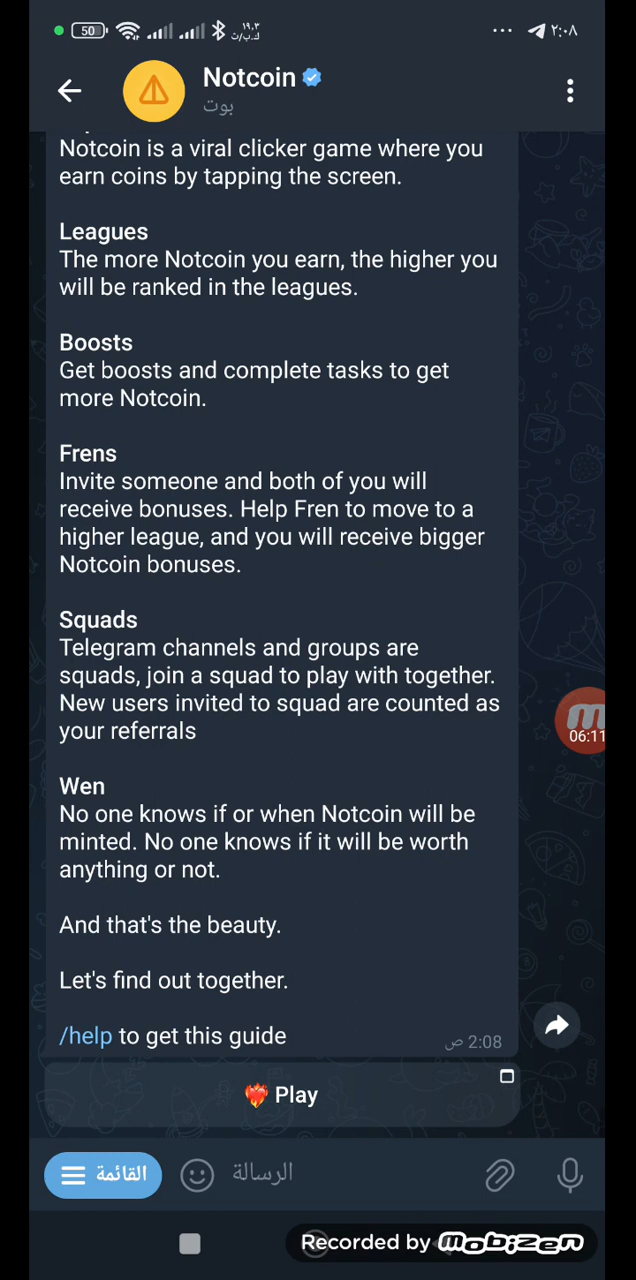 50
١٩.٣
ك.ب/ث
٢:٠٨
Notcoin
بوت
Notcoin is a viral clicker game where you
earn coins by tapping the screen.
Leagues
The more Notcoin you earn, the higher you
will be ranked in the leagues.
Boosts
Get boosts and complete tasks to get
more Notcoin.
Frens
Invite someone and both of you will
receive bonuses. Help Fren to move to a
higher league, and you will receive bigger
Notcoin bonuses.
Squads
Telegram channels and groups are
squads, join a squad to play with together.
New users invited to squad are counted as
your referrals
Wen
No one knows if or when Notcoin will be
minted. No one knows if it will be worth
anything or not.
And that's the beauty.
Let's find out together.
/help to get this guide
2:08 ص
❤️‍🔥 Play
06:11
القائمة
الرسالة
Recorded by mobizen